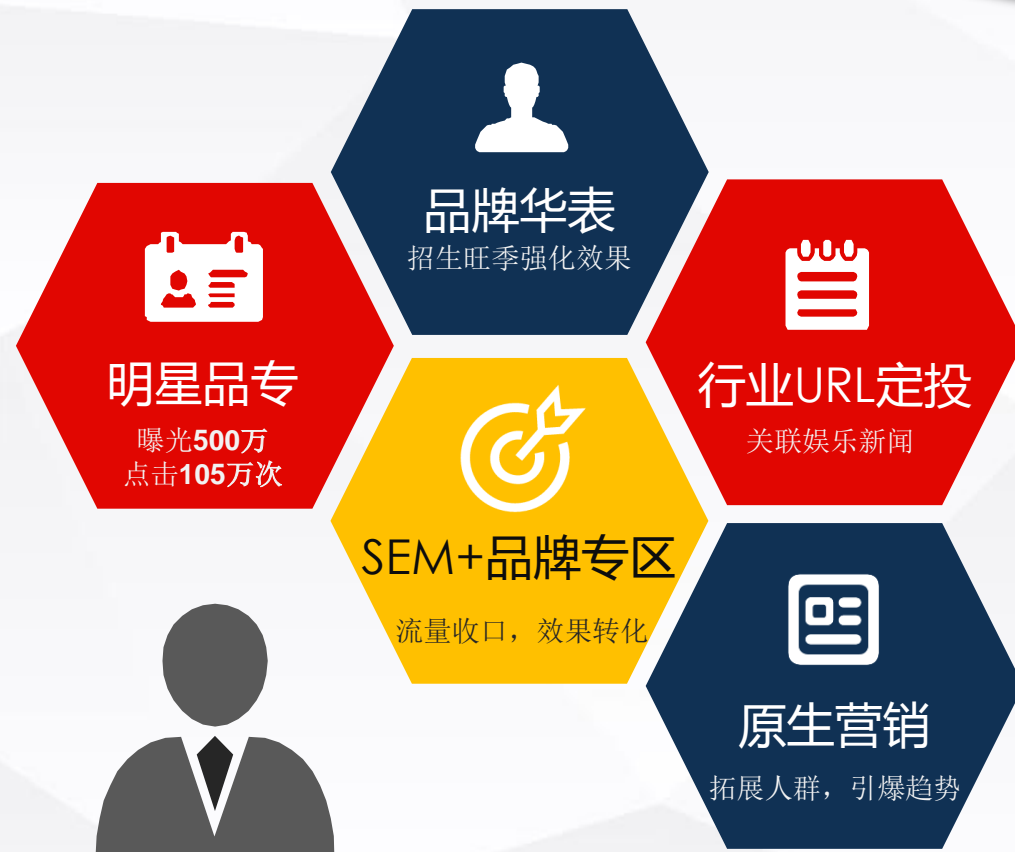 品牌华表
招生旺季强化效果
明星品专
曝光500万
点击105万次
行业URL定投
关联娱乐新闻
SEM+品牌专区
流量收口，效果转化
原生营销
拓展人群，引爆趋势